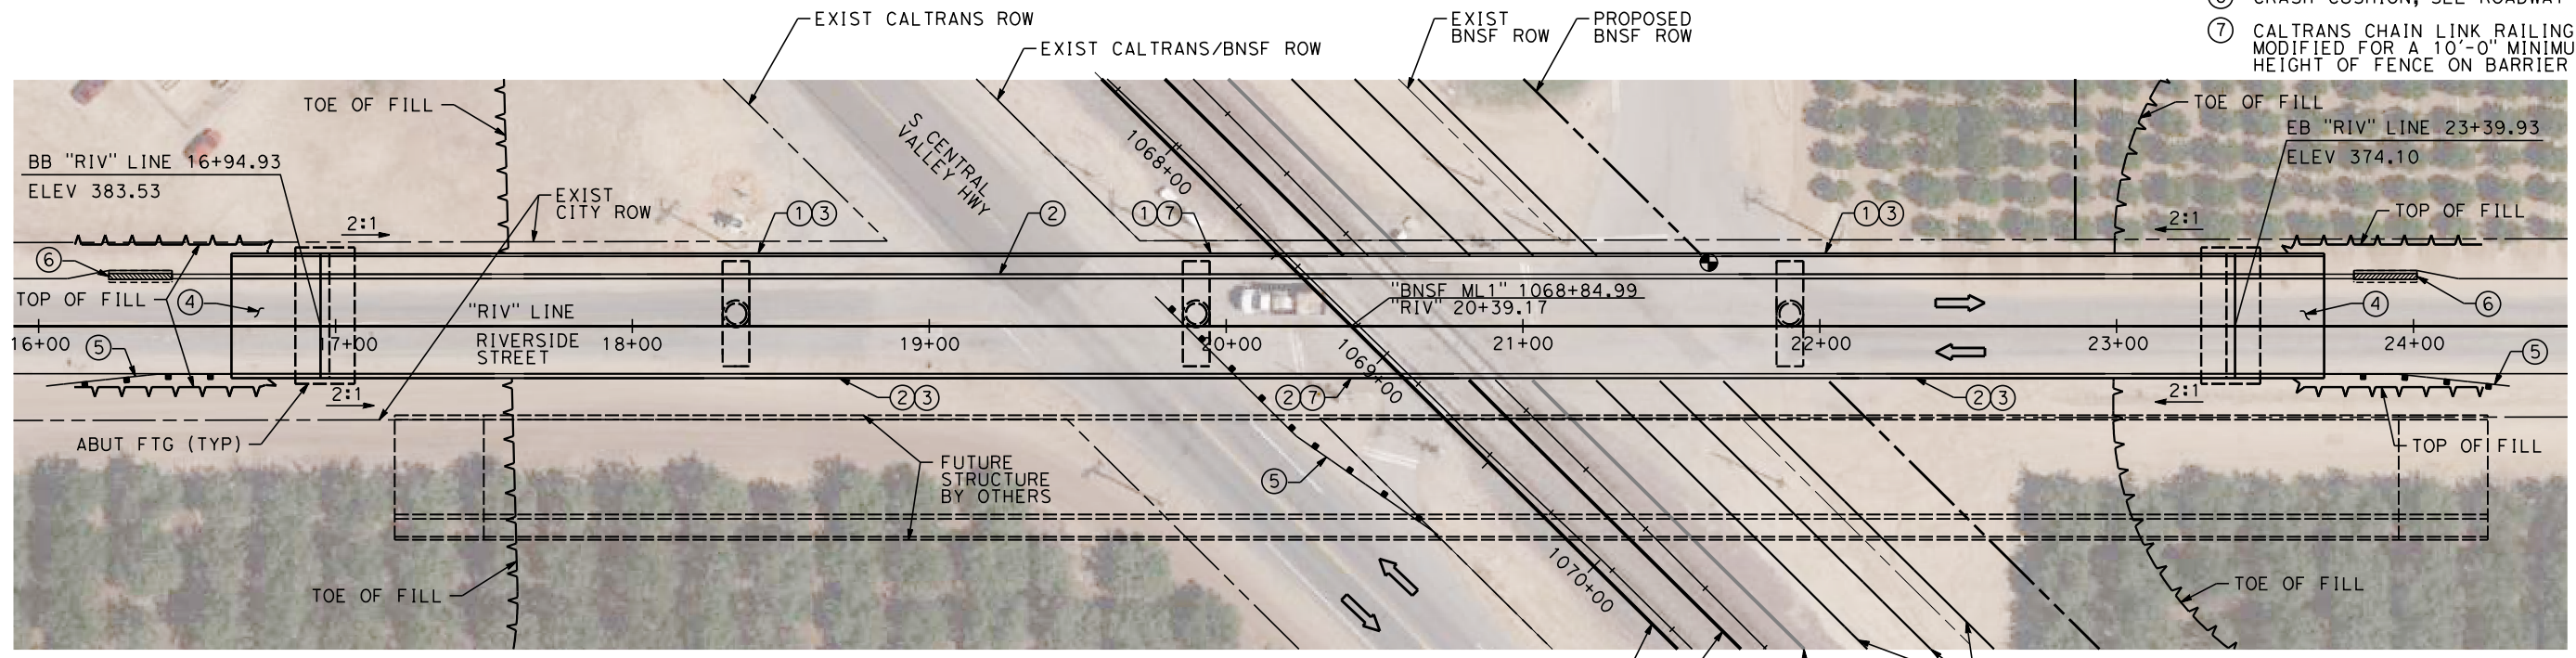 EXIST CALTRANS ROW
EXIST CALTRANS/BNSF ROW
EXIST
BNSF ROW
PROPOSED
BNSF ROW
7 CALTRANS CHAIN LINK RAILING
MODIFIED FOR A 10'-0" MINIMU
HEIGHT OF FENCE ON BARRIER
TOE OF FILL
S CENTRAL
VALLEY HWY
1068+00
TOE OF FILL
BB "RIV" LINE 16+94.93
ELEV 383.53
EB "RIV" LINE 23+39.93
ELEV 374.10
EXIST
CITY ROW
2:1
1 3
2
1 7
1 3
2:1
TOP OF FILL
6
TOP OF FILL
4
"RIV" LINE
RIVERSIDE
STREET
"BNSF ML1" 1068+84.99
"RIV" 20+39.17
4
6
16+00
17+00
18+00
19+00
20+00
21+00
22+00
23+00
24+00
5
1069+00
5
2:1
2 3
2 7
2 3
2:1
ABUT FTG (TYP)
TOP OF FILL
FUTURE
STRUCTURE
BY OTHERS
5
1070+00
TOE OF FILL
TOE OF FILL